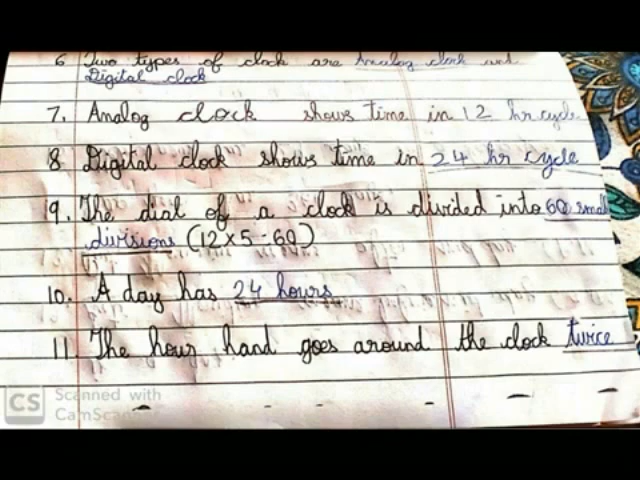 6 Two types of clock are Analog clock and
Digital clock
7. Analog clock shows time in 12 hr cycle
8 Digital clock shows time in 24 hr cycle
9. The dial of a clock is divided into 60 small
divisions (12x5-60)
10. A day has 24 hours
11. The hour hand goes around the clock twice
CS Scanned with
CamSca